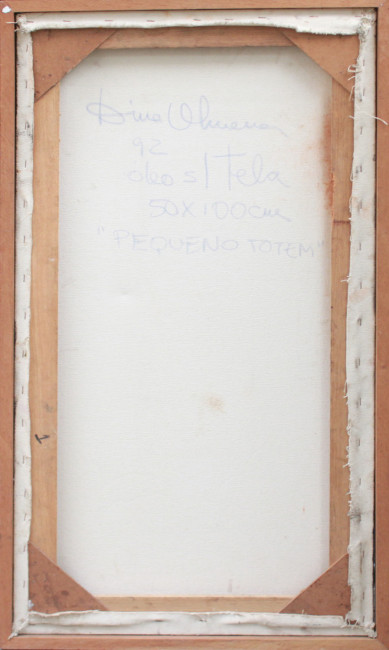 Dina Oliveira
92
óleo s/ Tela
50X100cm
"PEQUENO TOTEM"